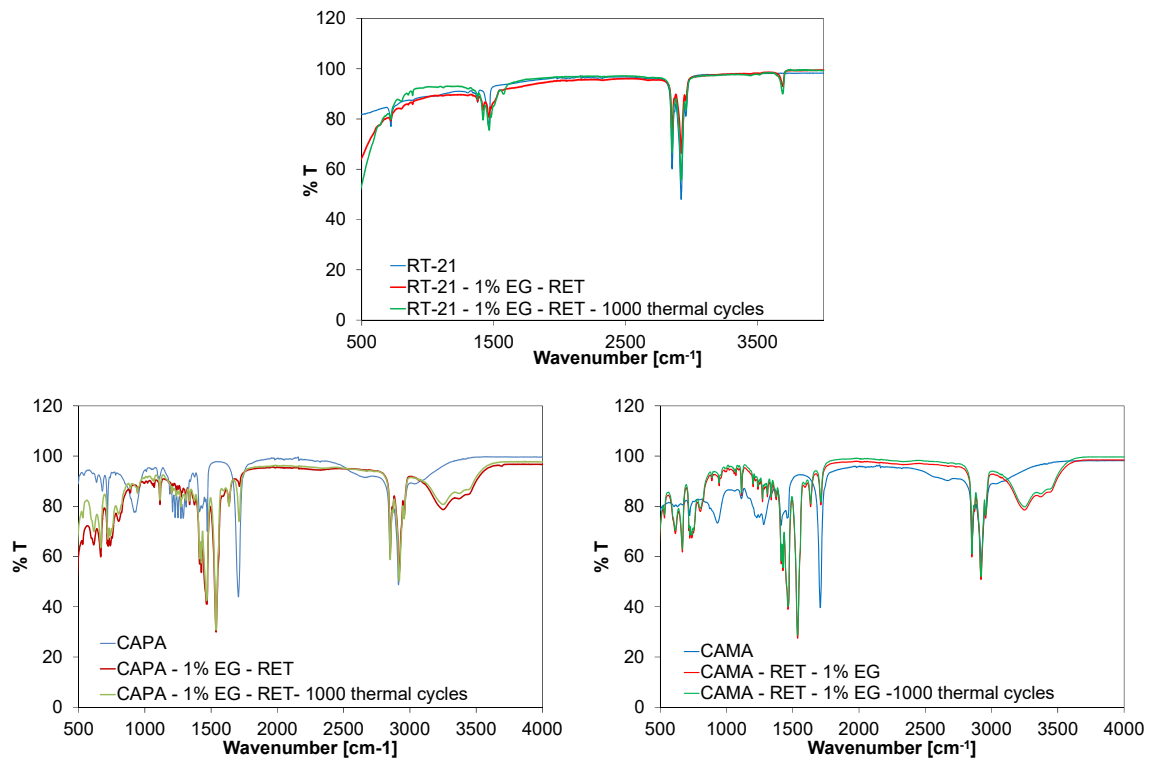 120
100
80
60
40
20
0
% T
RT-21
RT-21 - 1% EG - RET
RT-21 - 1% EG - RET - 1000 thermal cycles
500 1500 2500 3500
Wavenumber [cm-1]
120
100
80
60
40
20
0
% T
CAPA
CAPA - 1% EG - RET
CAPA - 1% EG - RET- 1000 thermal cycles
500 1000 1500 2000 2500 3000 3500 4000
Wavenumber [cm-1]
120
100
80
60
40
20
0
% T
CAMA
CAMA - RET - 1% EG
CAMA - RET - 1% EG -1000 thermal cycles
500 1000 1500 2000 2500 3000 3500 4000
Wavenumber [cm-1]